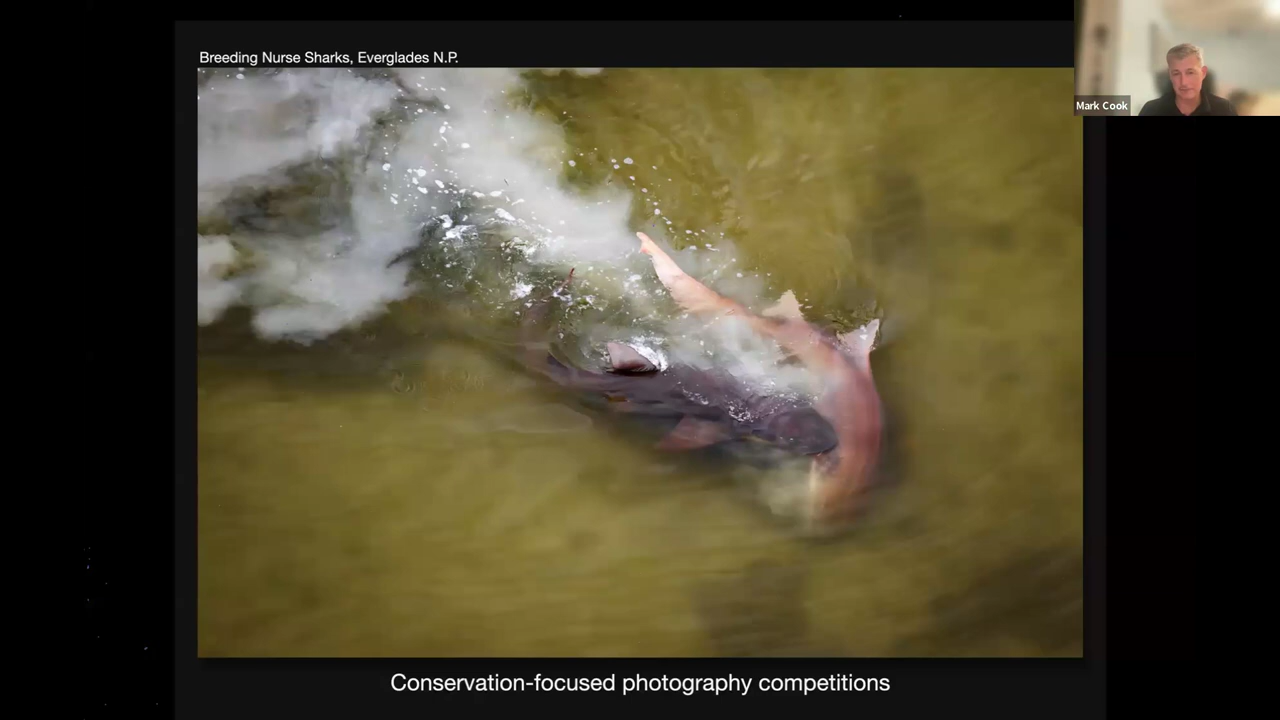 Breeding Nurse Sharks, Everglades N.P.
Mark Cook
Conservation-focused photography competitions